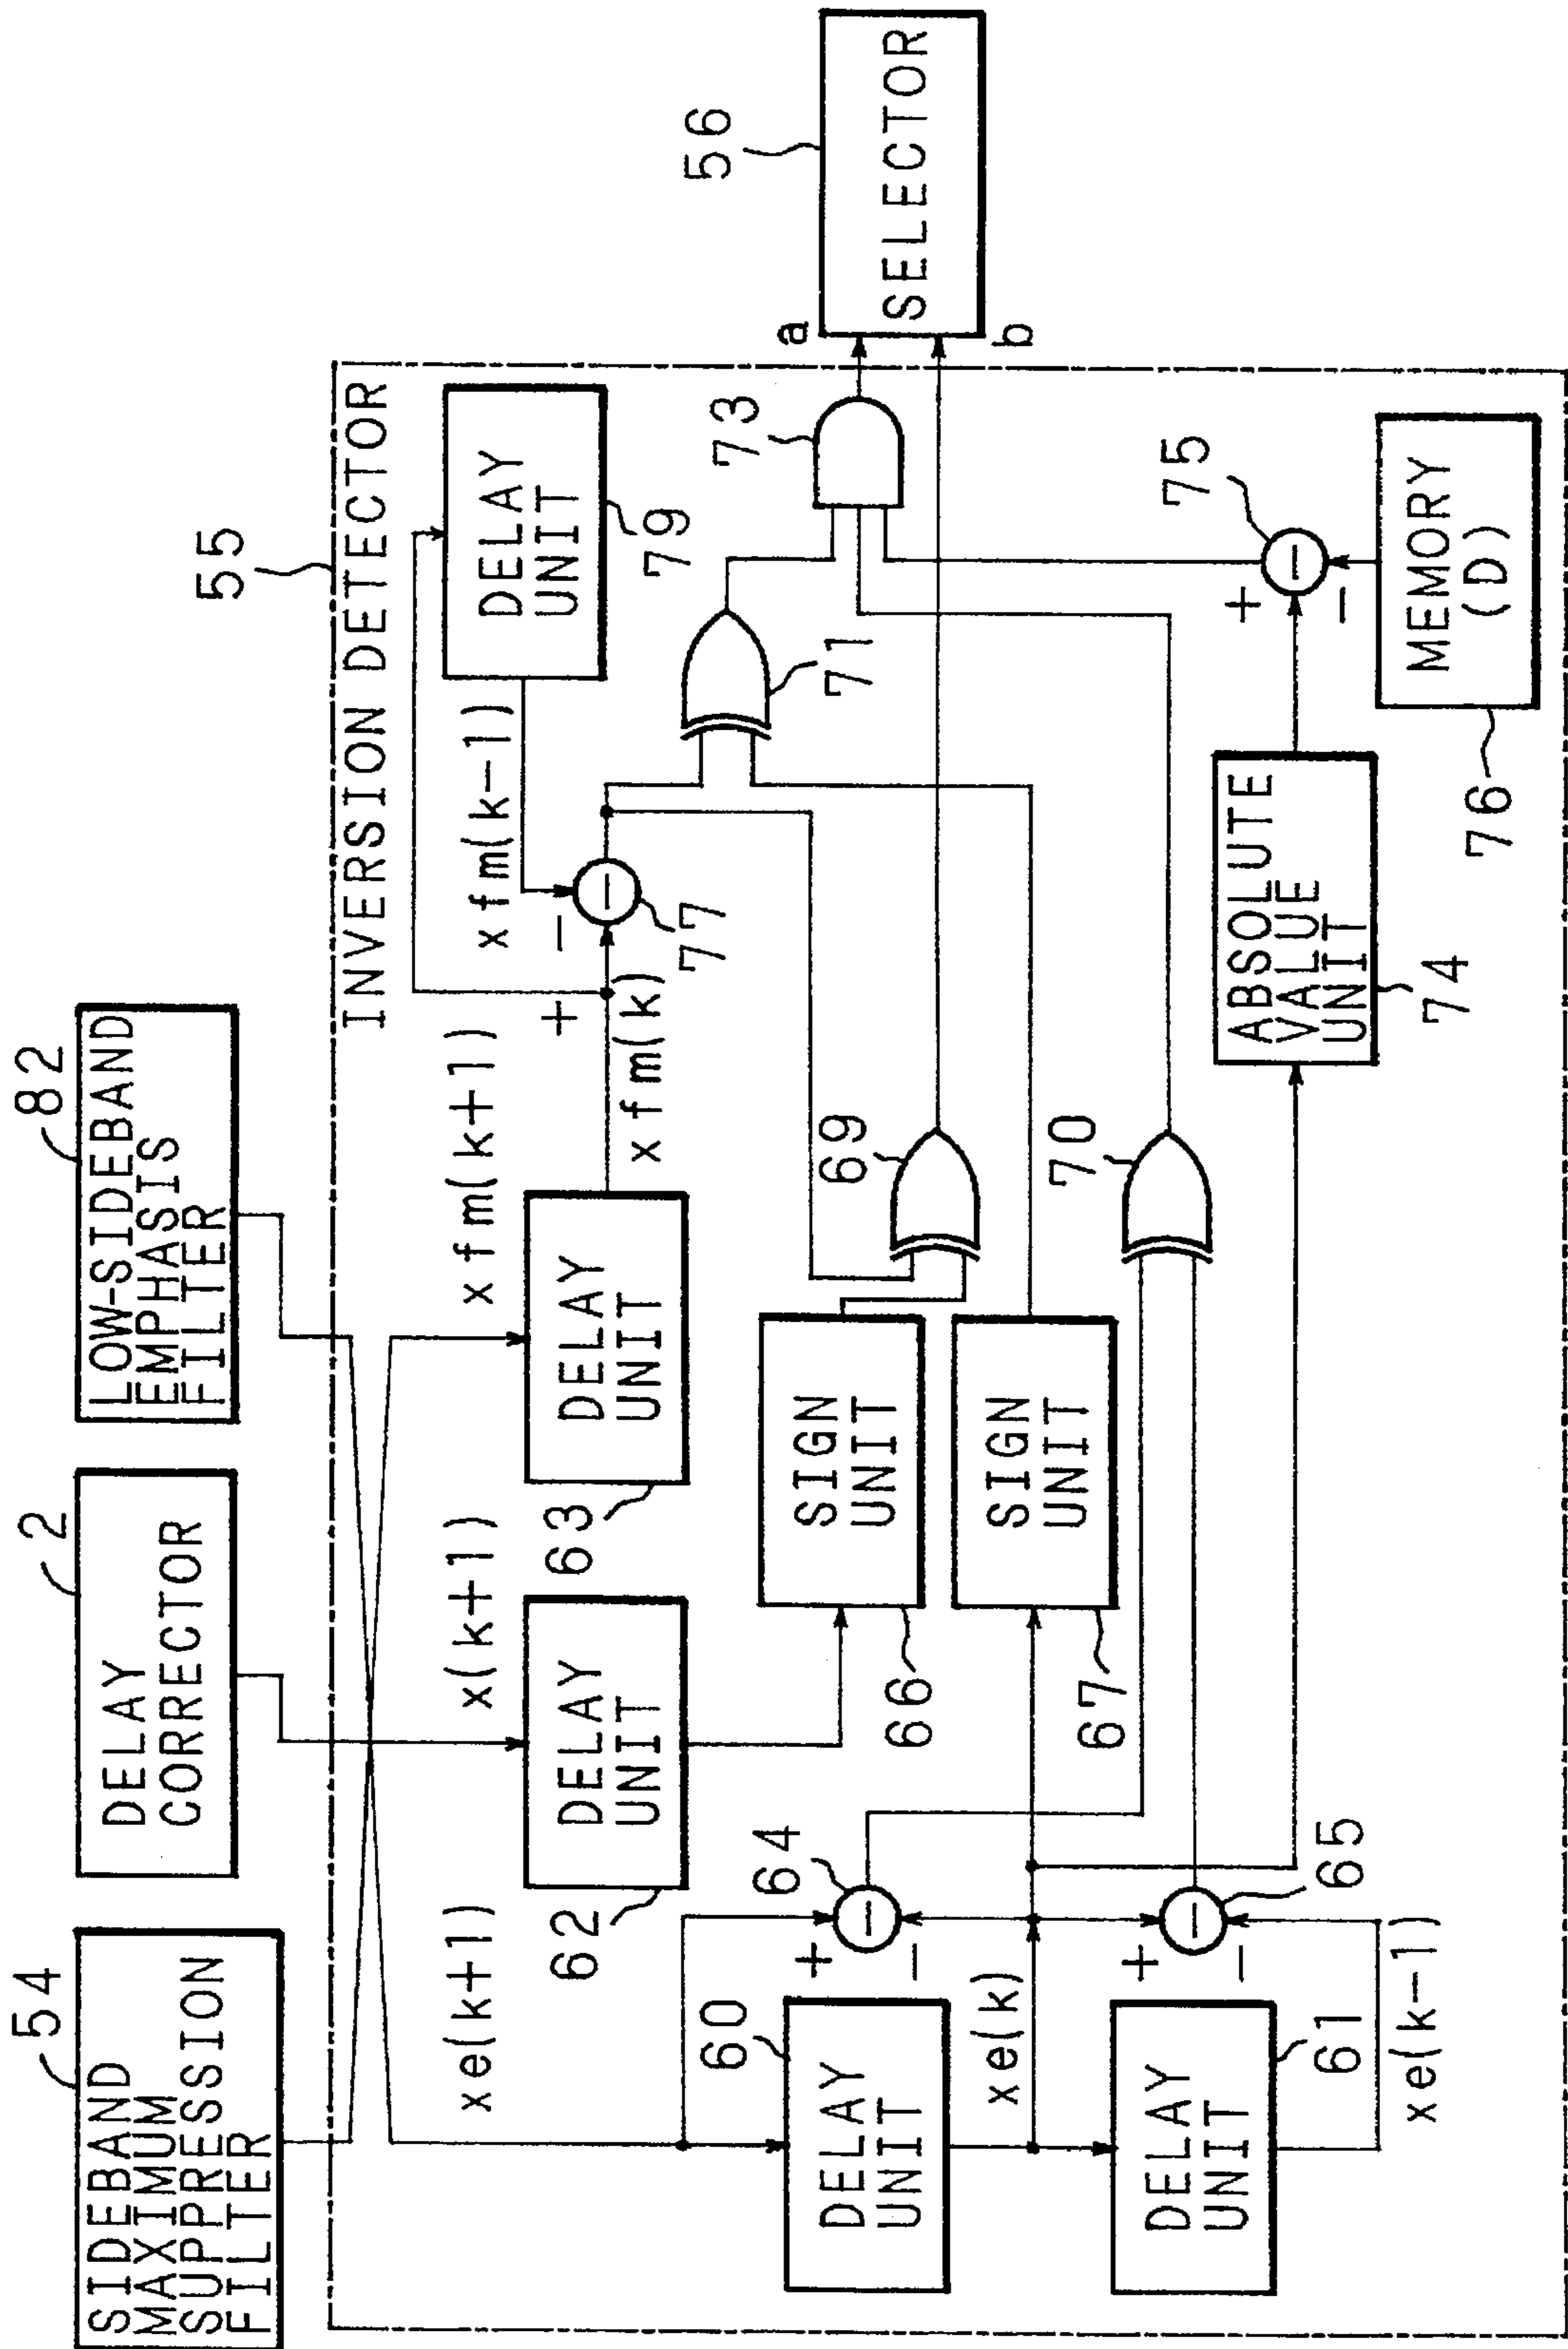 54
SIDEBAND
MAXIMUM
SUPPRESSION
FILTER
2
DELAY
CORRECTOR
82
LOW-SIDEBAND
EMPHASIS
FILTER
55
INVERSION DETECTOR
xe(k+1)
x(k+1)
xfm(k+1)
xfm(k-1)
DELAY
UNIT
62
DELAY
UNIT
63
+
-
xfm(k)
77
DELAY
UNIT
79
71
73
a
b
56
SELECTOR
60
DELAY
UNIT
xe(k)
64
+
-
SIGN
UNIT
66
SIGN
UNIT
67
69
70
DELAY
UNIT
61
xe(k-1)
+
-
65
ABSOLUTE
VALUE
UNIT
74
+
-
75
MEMORY
(D)
76